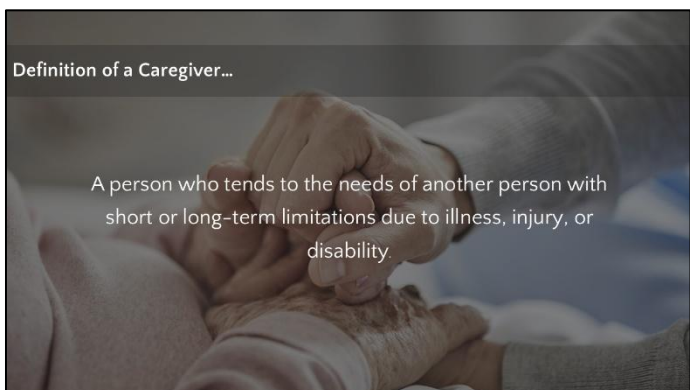 Definition of a Caregiver...
A person who tends to the needs of another person with
short or long-term limitations due to illness, injury, or
disability.